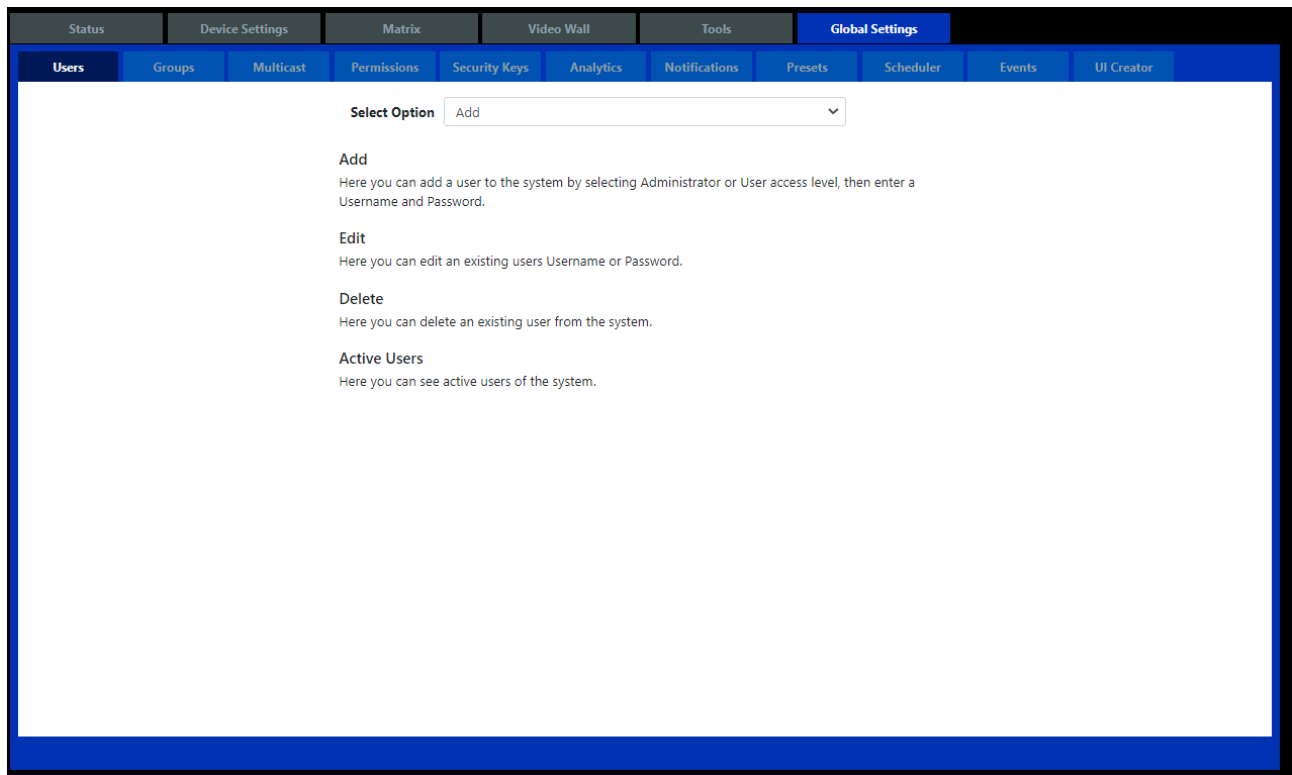 Status Device Settings Matrix Video Wall Tools Global Settings
Users Groups Multicast Permissions Security Keys Analytics Notifications Presets Scheduler Events UI Creator
Select Option Add
Add
Here you can add a user to the system by selecting Administrator or User access level, then enter a
Username and Password.
Edit
Here you can edit an existing users Username or Password.
Delete
Here you can delete an existing user from the system.
Active Users
Here you can see active users of the system.